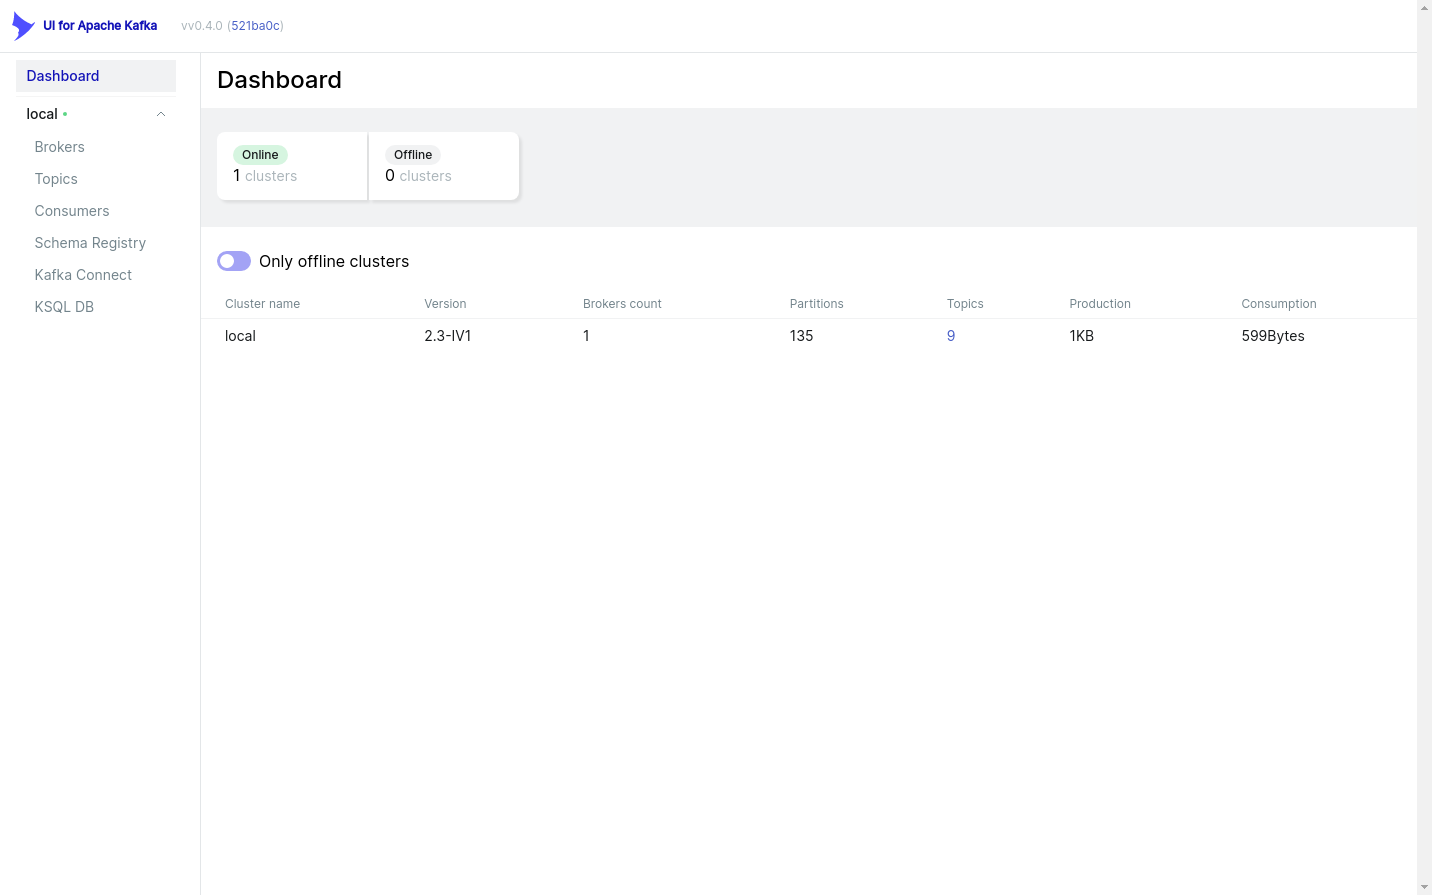 UI for Apache Kafka vv0.4.0 (521ba0c)
Dashboard
local
Brokers
Topics
Consumers
Schema Registry
Kafka Connect
KSQL DB
Dashboard
Online Offline
1 clusters 0 clusters
Only offline clusters
Cluster name Version Brokers count Partitions Topics Production Consumption
local 2.3-IV1 1 135 9 1KB 599Bytes